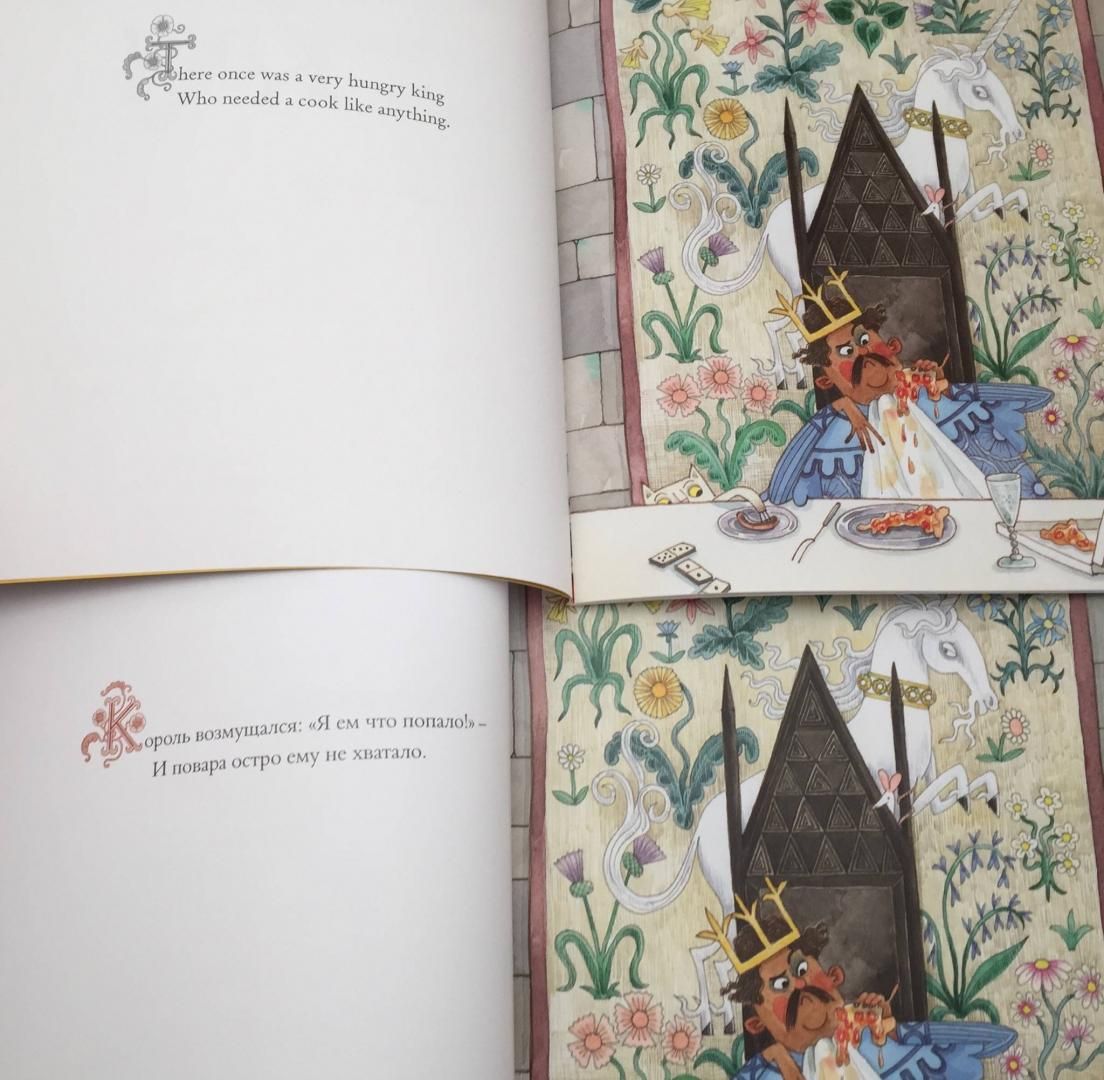 There once was a very hungry king
Who needed a cook like anything.
Король возмущался: «Я ем что попало!» –
И повара остро ему не хватало.